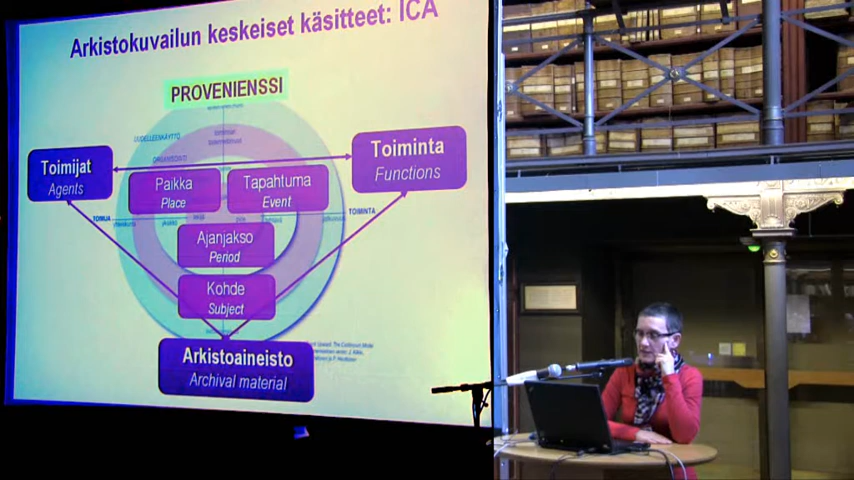 Arkistokuvailun keskeiset käsitteet: ICA
PROVENIENSSI
Toimijat
Agents
Toiminta
Functions
Paikka
Place
Tapahtuma
Event
TOIMIJA
TOIMINTA
Ajanjakso
Period
Kohde
Subject
Arkistoaineisto
Archival material